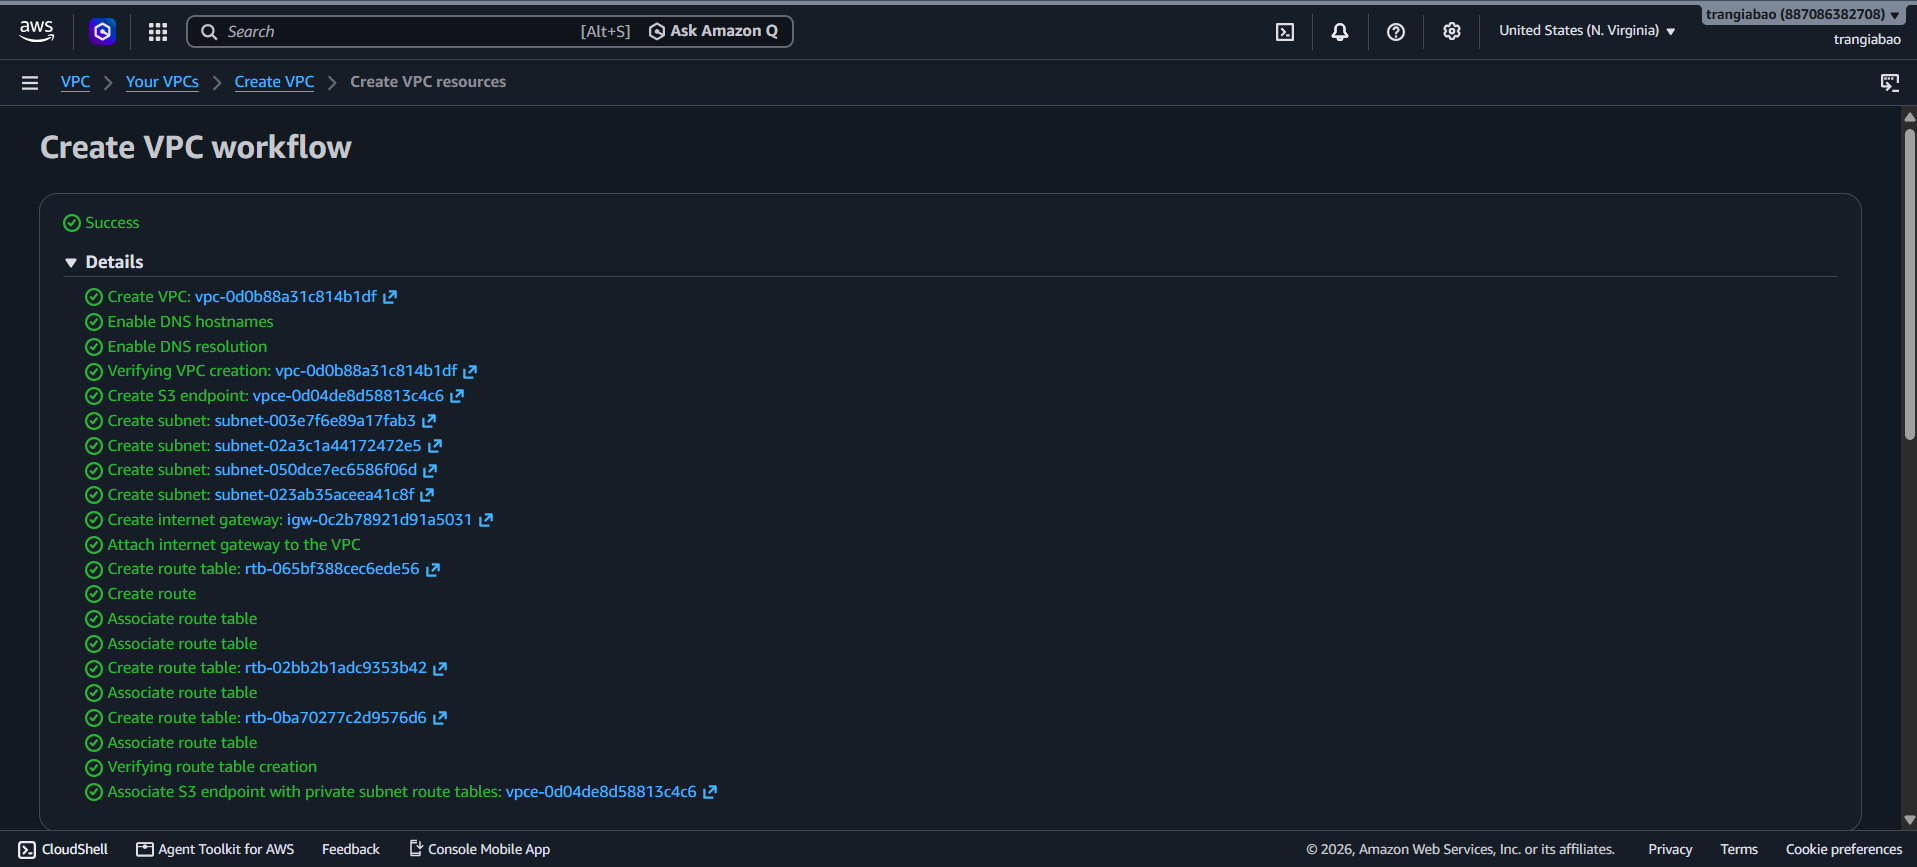 aws
Search [Alt+S] Ask Amazon Q
United States (N. Virginia)
trangiabao (887086382708)
trangiabao
VPC
Your VPCs
Create VPC
Create VPC resources
Create VPC workflow
Success
Details
Create VPC: vpc-0d0b88a31c814b1df
Enable DNS hostnames
Enable DNS resolution
Verifying VPC creation: vpc-0d0b88a31c814b1df
Create S3 endpoint: vpce-0d04de8d58813c4c6
Create subnet: subnet-003e7f6e89a17fab3
Create subnet: subnet-02a3c1a44172472e5
Create subnet: subnet-050dce7ec6586f06d
Create subnet: subnet-023ab35aceea41c8f
Create internet gateway: igw-0c2b78921d91a5031
Attach internet gateway to the VPC
Create route table: rtb-065bf388cec6ede56
Create route
Associate route table
Associate route table
Create route table: rtb-02bb2b1adc9353b42
Associate route table
Create route table: rtb-0ba70277c2d9576d6
Associate route table
Verifying route table creation
Associate S3 endpoint with private subnet route tables: vpce-0d04de8d58813c4c6
CloudShell
Agent Toolkit for AWS
Feedback
Console Mobile App
© 2026, Amazon Web Services, Inc. or its affiliates.
Privacy
Terms
Cookie preferences